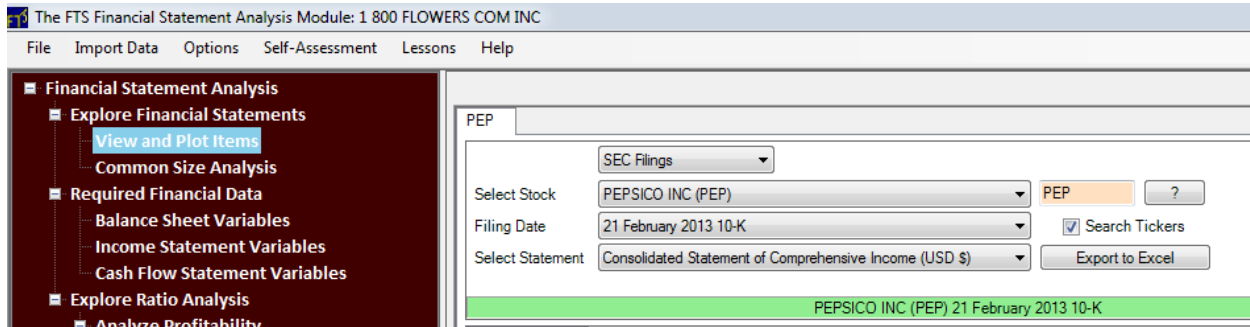 FTS The FTS Financial Statement Analysis Module: 1 800 FLOWERS COM INC
File Import Data Options Self-Assessment Lessons Help
Financial Statement Analysis
Explore Financial Statements
View and Plot Items
Common Size Analysis
Required Financial Data
Balance Sheet Variables
Income Statement Variables
Cash Flow Statement Variables
Explore Ratio Analysis
Analyze Profitability
PEP
SEC Filings
Select Stock PEPSICO INC (PEP) PEP ?
Filing Date 21 February 2013 10-K Search Tickers
Select Statement Consolidated Statement of Comprehensive Income (USD $) Export to Excel
PEPSICO INC (PEP) 21 February 2013 10-K